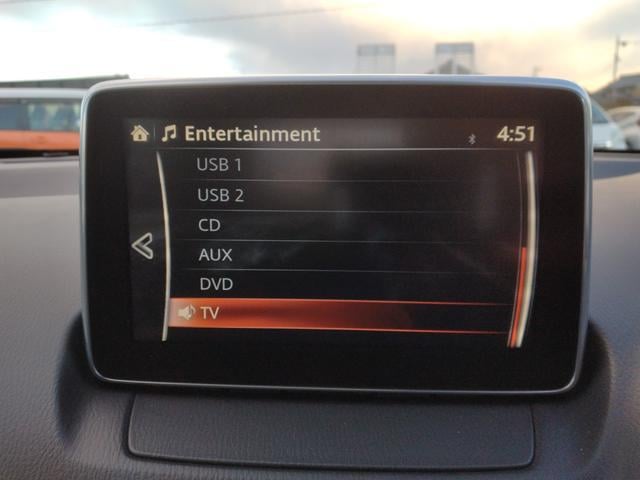 Entertainment 4:51
USB 1
USB 2
CD
AUX
DVD
TV